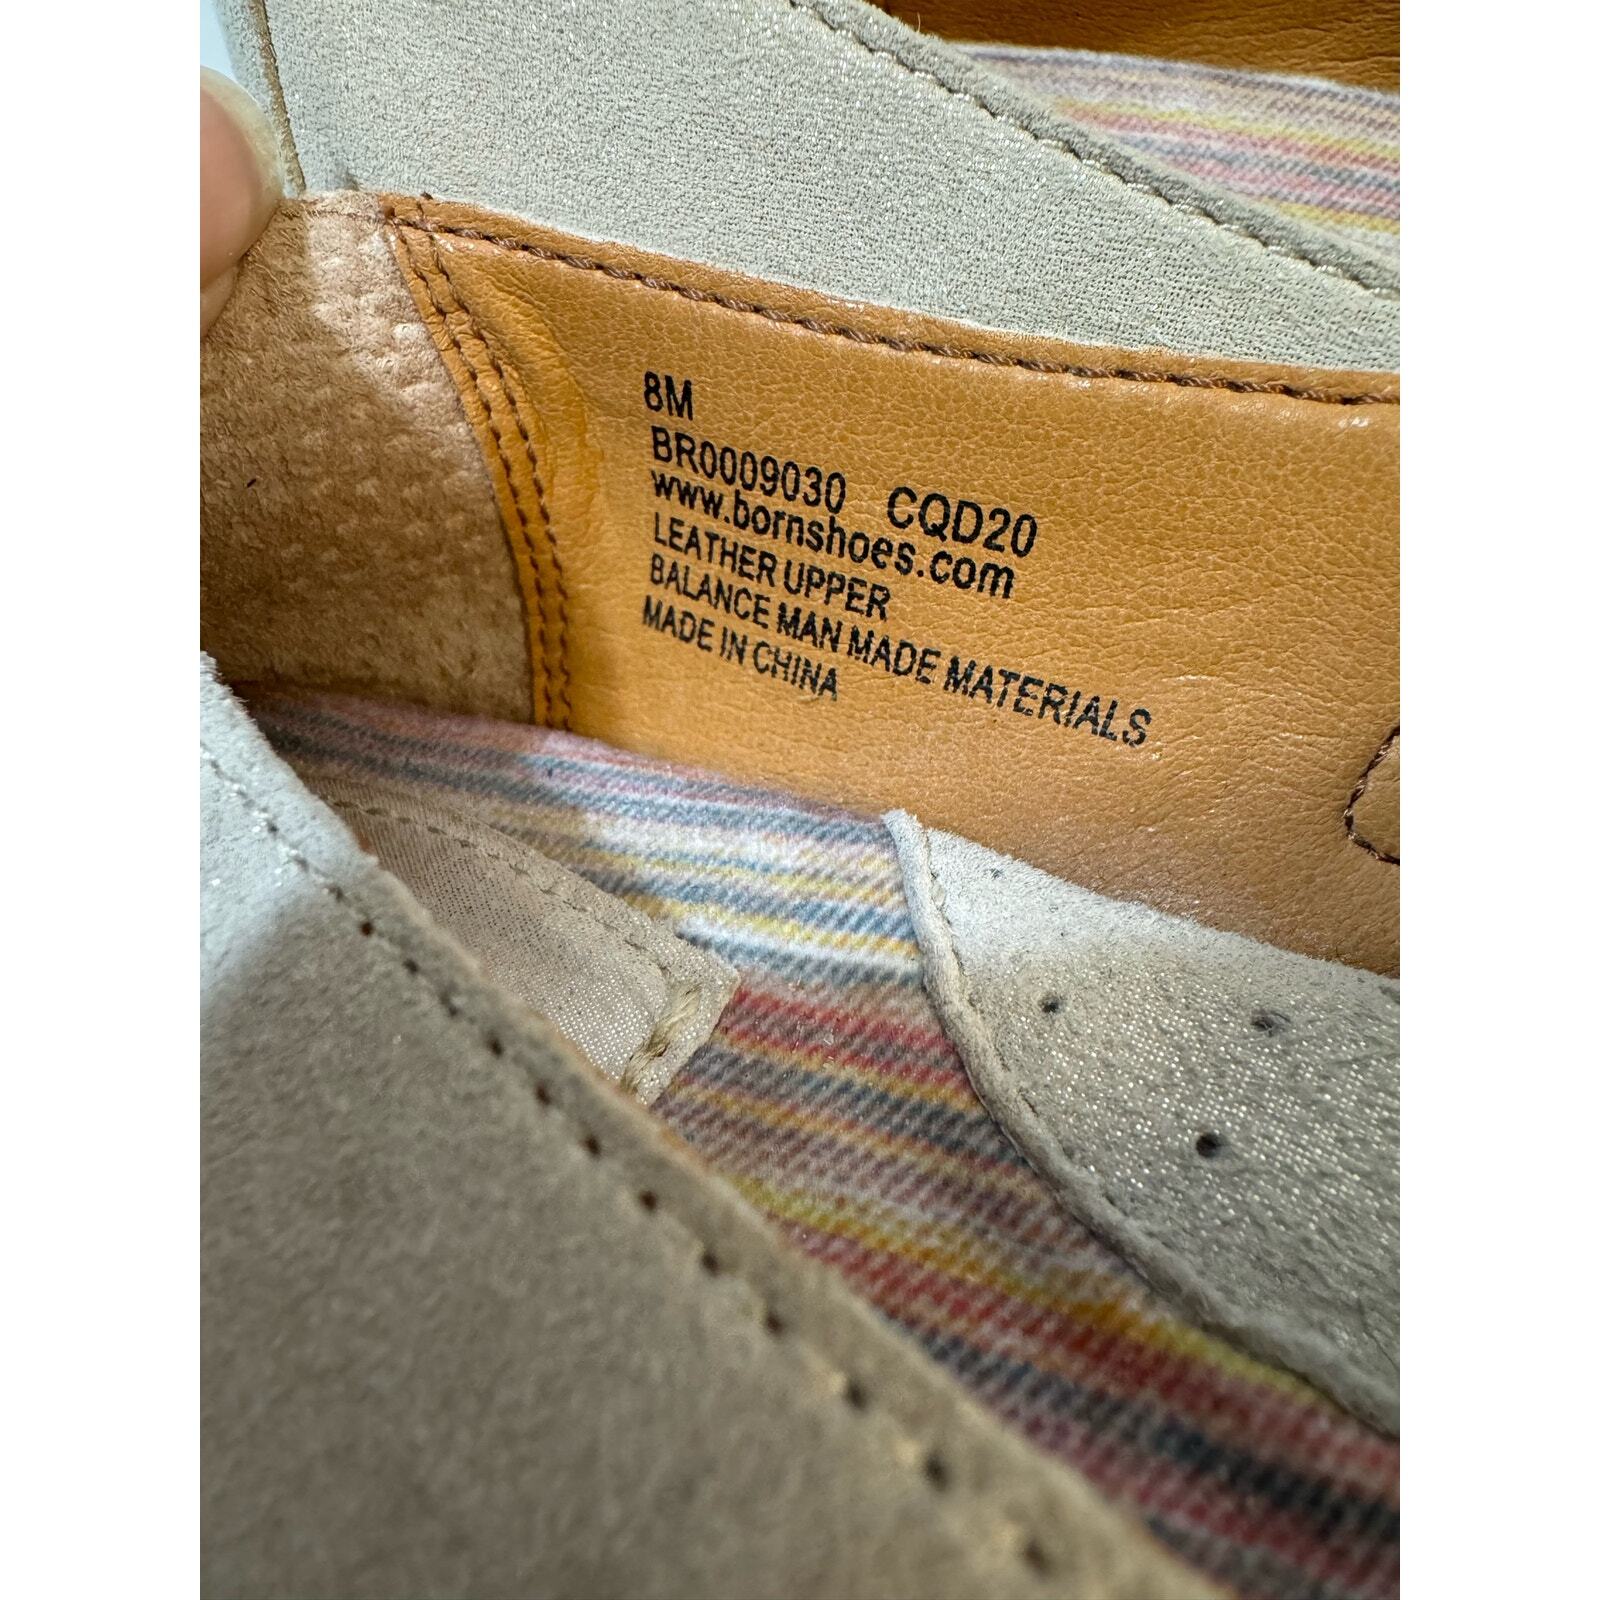 8M
BR0009030 CQD20
www.bornshoes.com
LEATHER UPPER
BALANCE MAN MADE MATERIALS
MADE IN CHINA